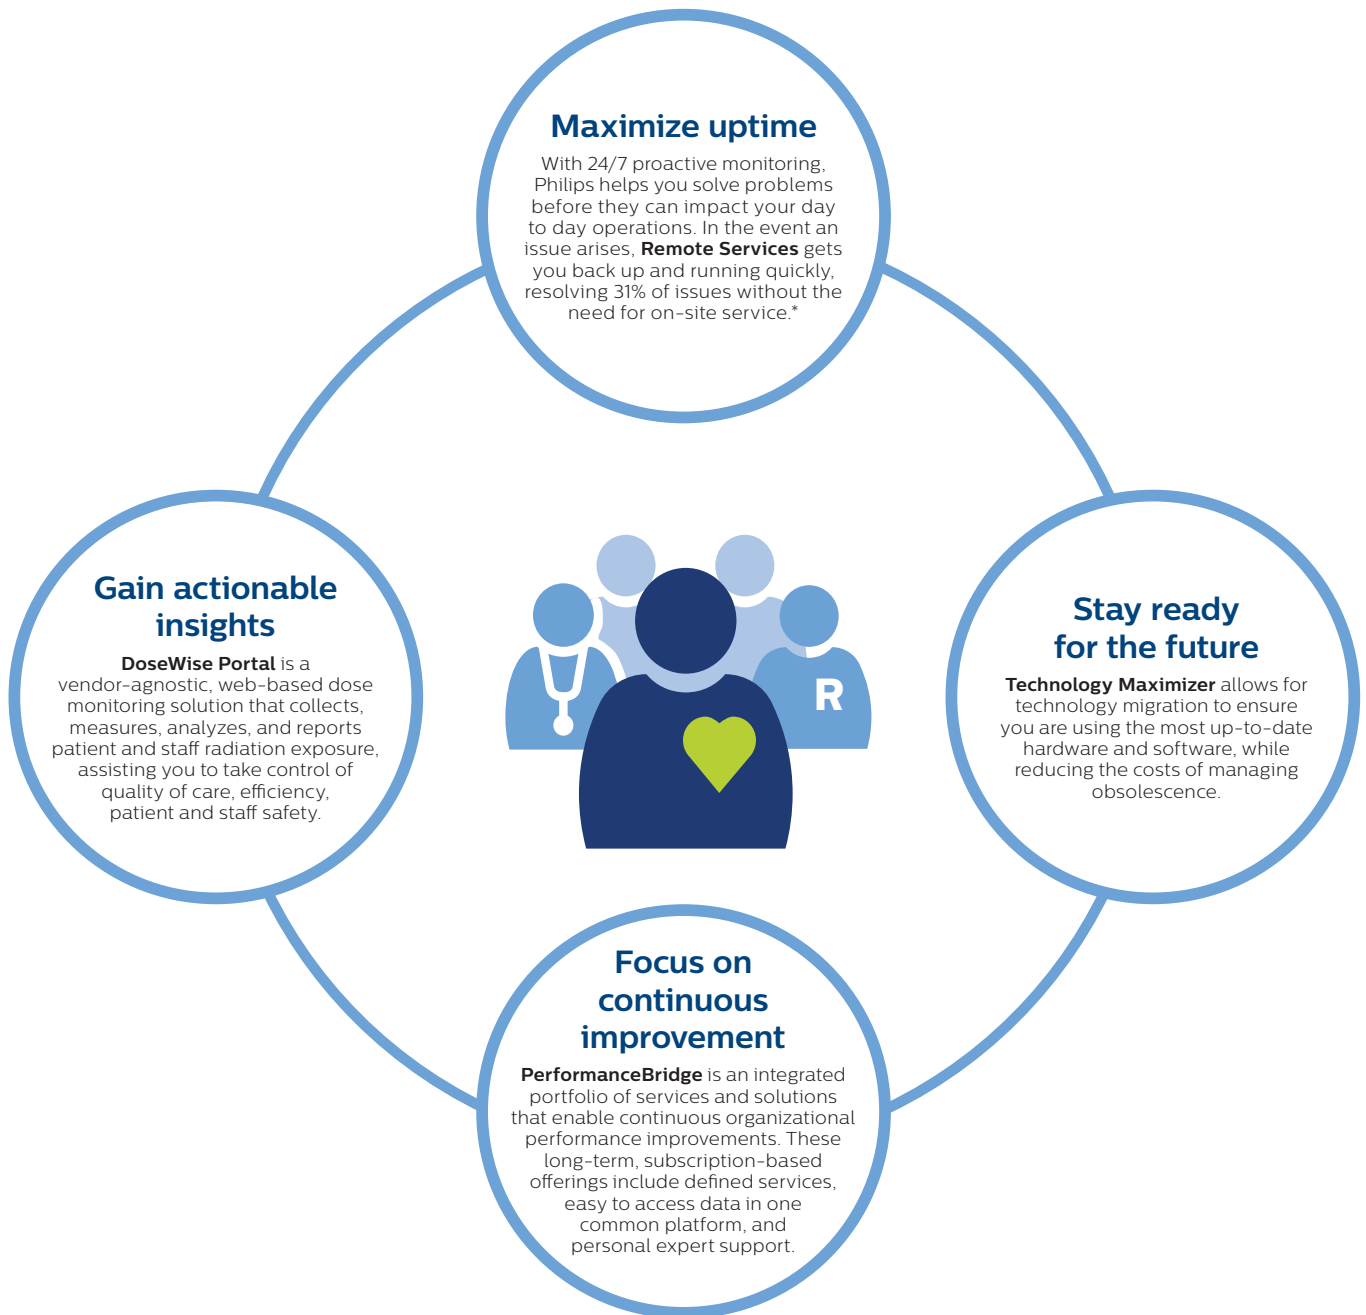 Maximize uptime
With 24/7 proactive monitoring,
Philips helps you solve problems
before they can impact your day
to day operations. In the event an
issue arises, Remote Services gets
you back up and running quickly,
resolving 31% of issues without the
need for on-site service.*
Gain actionable
insights
DoseWise Portal is a
vendor-agnostic, web-based dose
monitoring solution that collects,
measures, analyzes, and reports
patient and staff radiation exposure,
assisting you to take control of
quality of care, efficiency,
patient and staff safety.
R
Stay ready
for the future
Technology Maximizer allows for
technology migration to ensure
you are using the most up-to-date
hardware and software, while
reducing the costs of managing
obsolescence.
Focus on
continuous
improvement
PerformanceBridge is an integrated
portfolio of services and solutions
that enable continuous organizational
performance improvements. These
long-term, subscription-based
offerings include defined services,
easy to access data in one
common platform, and
personal expert support.